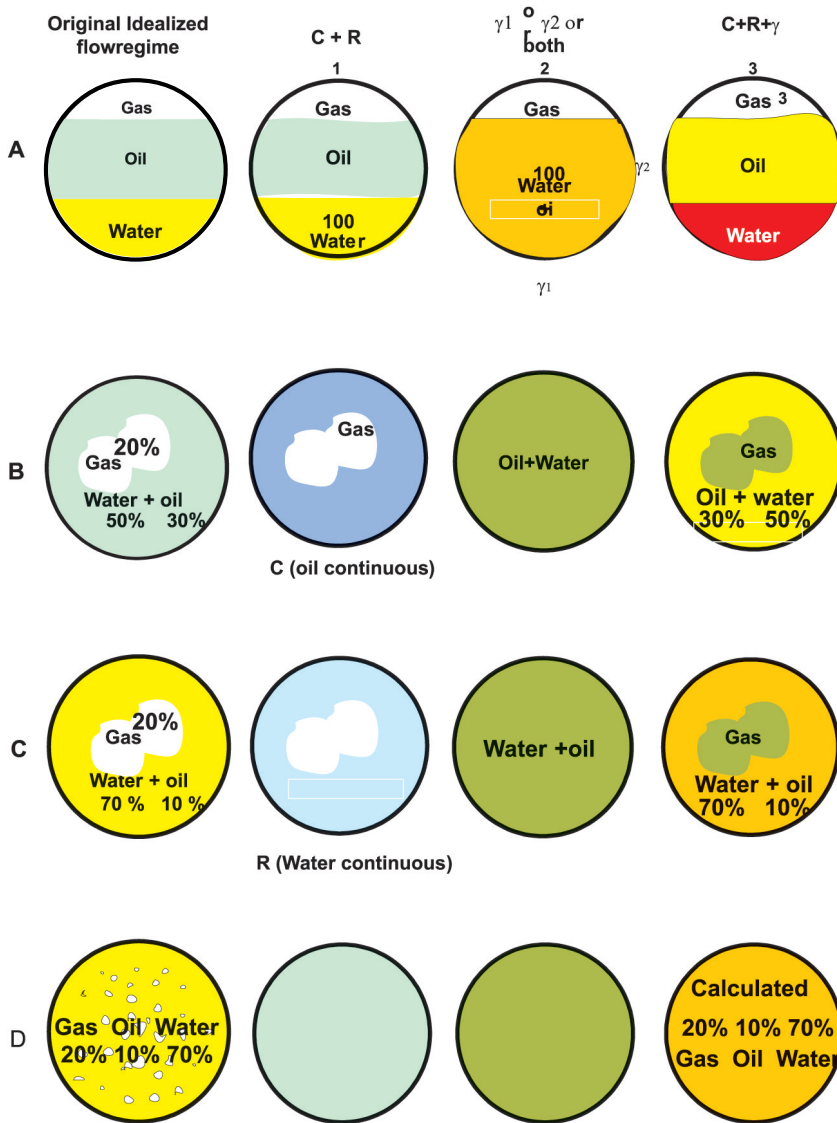 Original Idealized
flowregime
C + R
γ1 o r γ2 or
both
C+R+γ
1
2
3
A
Gas
Oil
Water
Gas
Oil
100
Water
Gas
100
Water
+
oi
γ2
γ1
Gas 3
Oil
Water
B
20%
Gas
Water + oil
50% 30%
Gas
C (oil continuous)
Oil+Water
Gas
Oil + water
30% 50%
C
20%
Gas
Water + oil
70 % 10 %
R (Water continuous)
Water +oil
Gas
Water + oil
70% 10%
D
Gas Oil Water
20% 10% 70%
Calculated
20% 10% 70%
Gas Oil Water